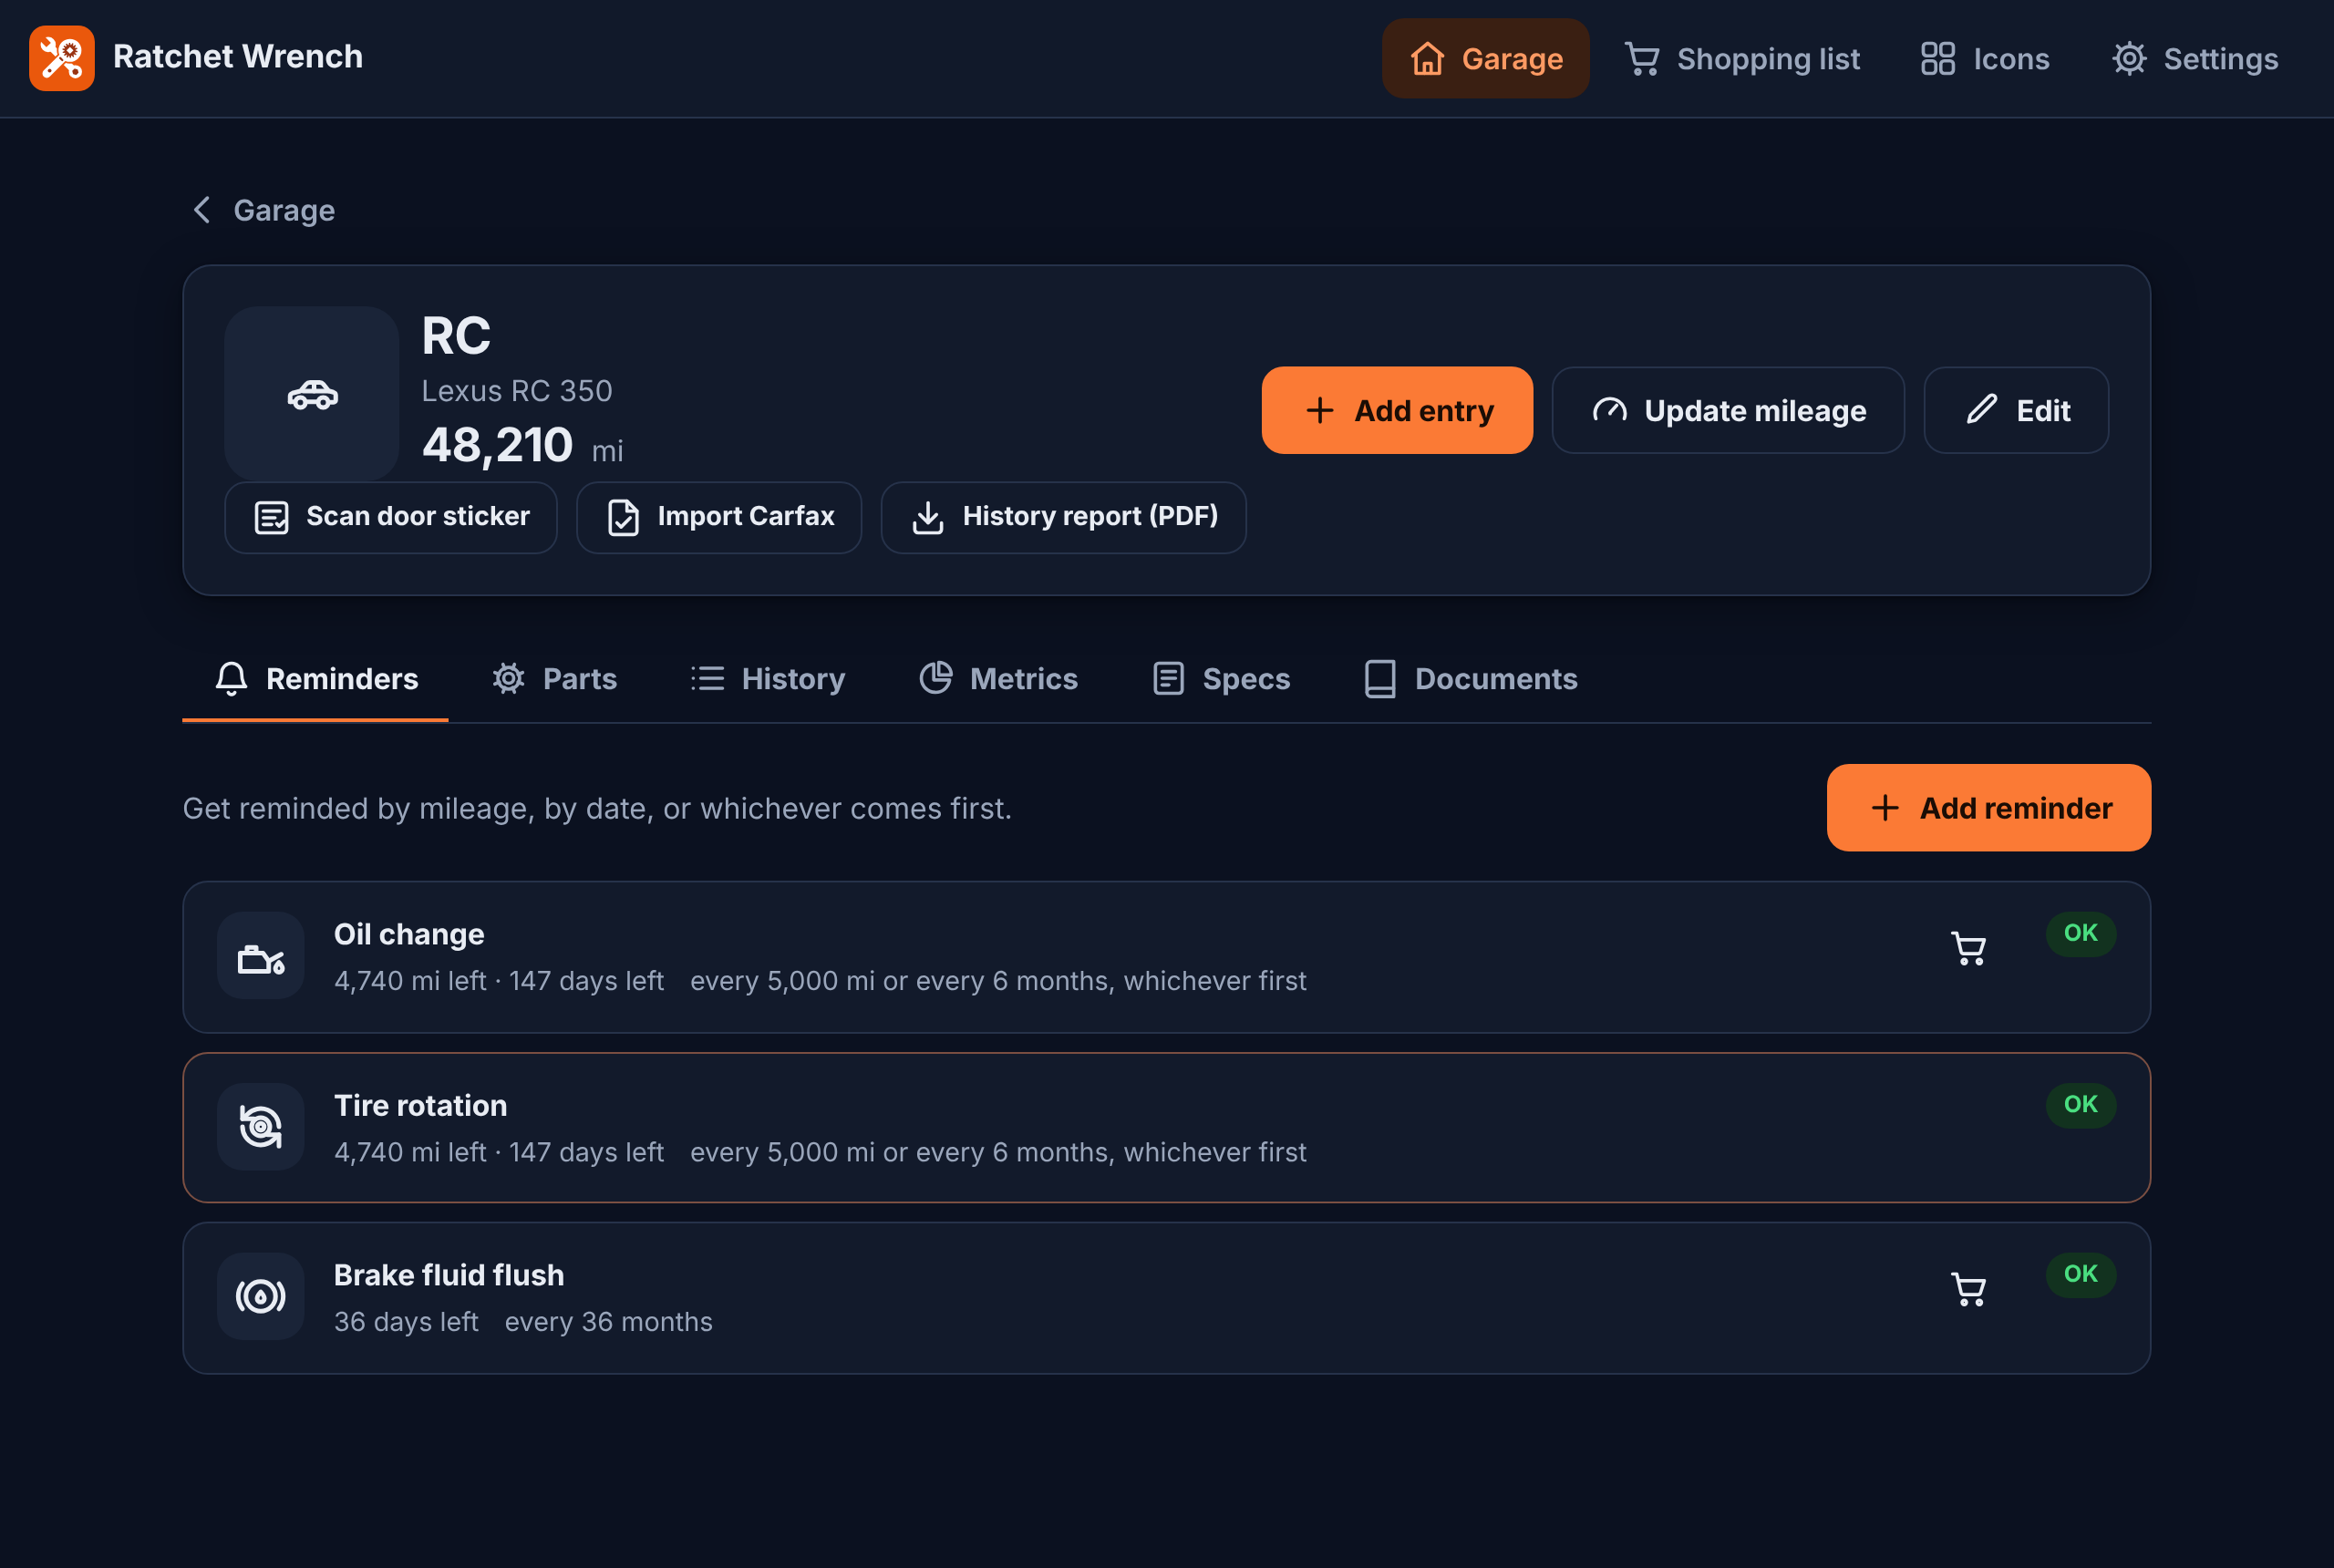 Ratchet Wrench
Garage
Shopping list
Icons
Settings
Garage
RC
Lexus RC 350
48,210 mi
Add entry
Update mileage
Edit
Scan door sticker
Import Carfax
History report (PDF)
Reminders
Parts
History
Metrics
Specs
Documents
Get reminded by mileage, by date, or whichever comes first.
Add reminder
Oil change
4,740 mi left · 147 days left every 5,000 mi or every 6 months, whichever first
OK
Tire rotation
4,740 mi left · 147 days left every 5,000 mi or every 6 months, whichever first
OK
Brake fluid flush
36 days left every 36 months
OK